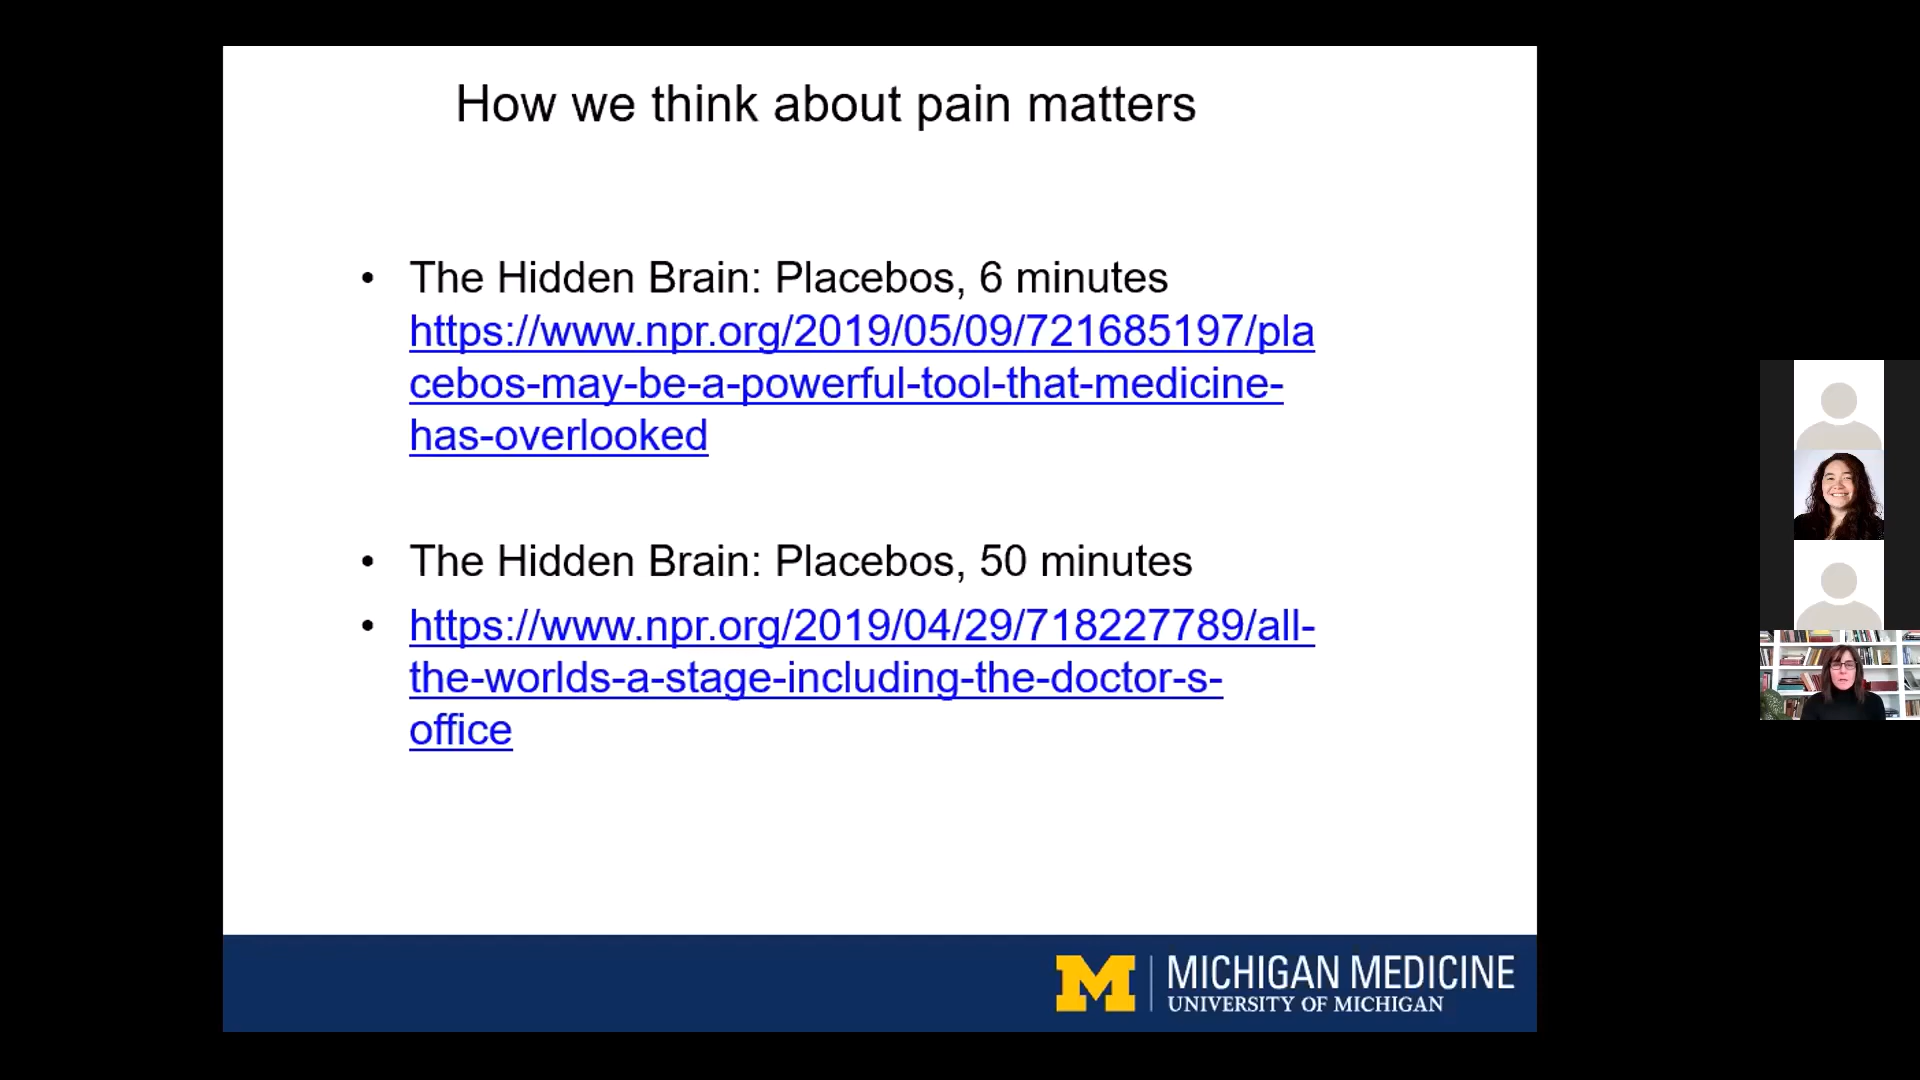 How we think about pain matters
• The Hidden Brain: Placebos, 6 minutes
https://www.npr.org/2019/05/09/721685197/pla
cebos-may-be-a-powerful-tool-that-medicine-
has-overlooked
• The Hidden Brain: Placebos, 50 minutes
• https://www.npr.org/2019/04/29/718227789/all-
the-worlds-a-stage-including-the-doctor-s-
office
M
MICHIGAN MEDICINE
UNIVERSITY OF MICHIGAN